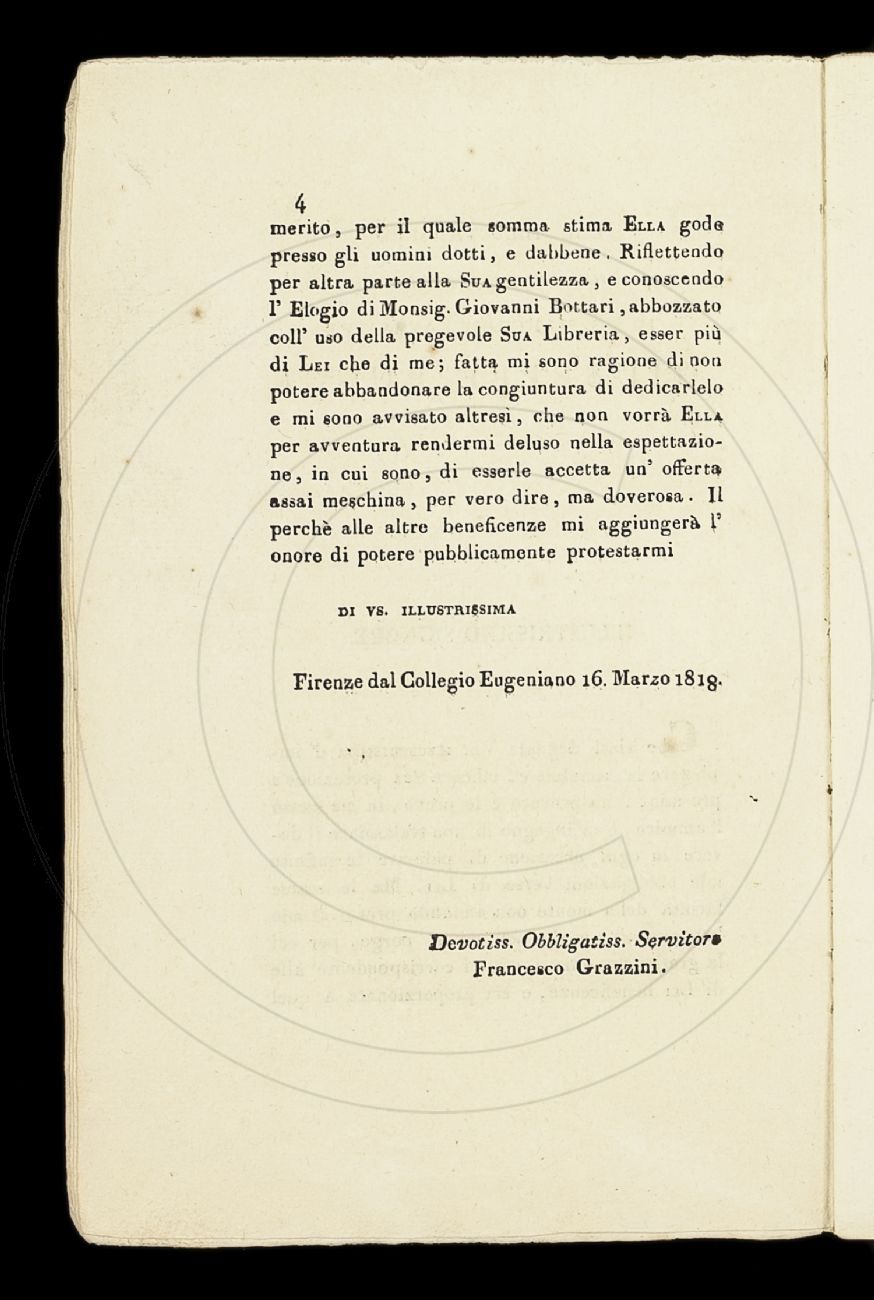 4
merito, per il quale somma stima ELLA gode
presso gli uomini dotti, e dabbene. Riflettendo
per altra parte alla SUA gentilezza, e conoscendo
l' Elogio di Monsig. Giovanni Bottari, abbozzato
coll' uso della pregevole SUA Libreria, esser più
di LEI che di me; fatta mi sono ragione di non
potere abbandonare la congiuntura di dedicarlelo
e mi sono avvisato altresì, che non vorrà ELLA
per avventura rendermi deluso nella espettazio-
ne, in cui sono, di esserle accetta un' offerta
assai meschina, per vero dire, ma doverosa. Il
perchè alle altre beneficenze mi aggiungerà l'
onore di potere pubblicamente protestarmi
DI VS. ILLUSTRISSIMA
Firenze dal Collegio Eugeniano 16. Marzo 1818.
Devotiss. Obbligatiss. Servitore
Francesco Grazzini.